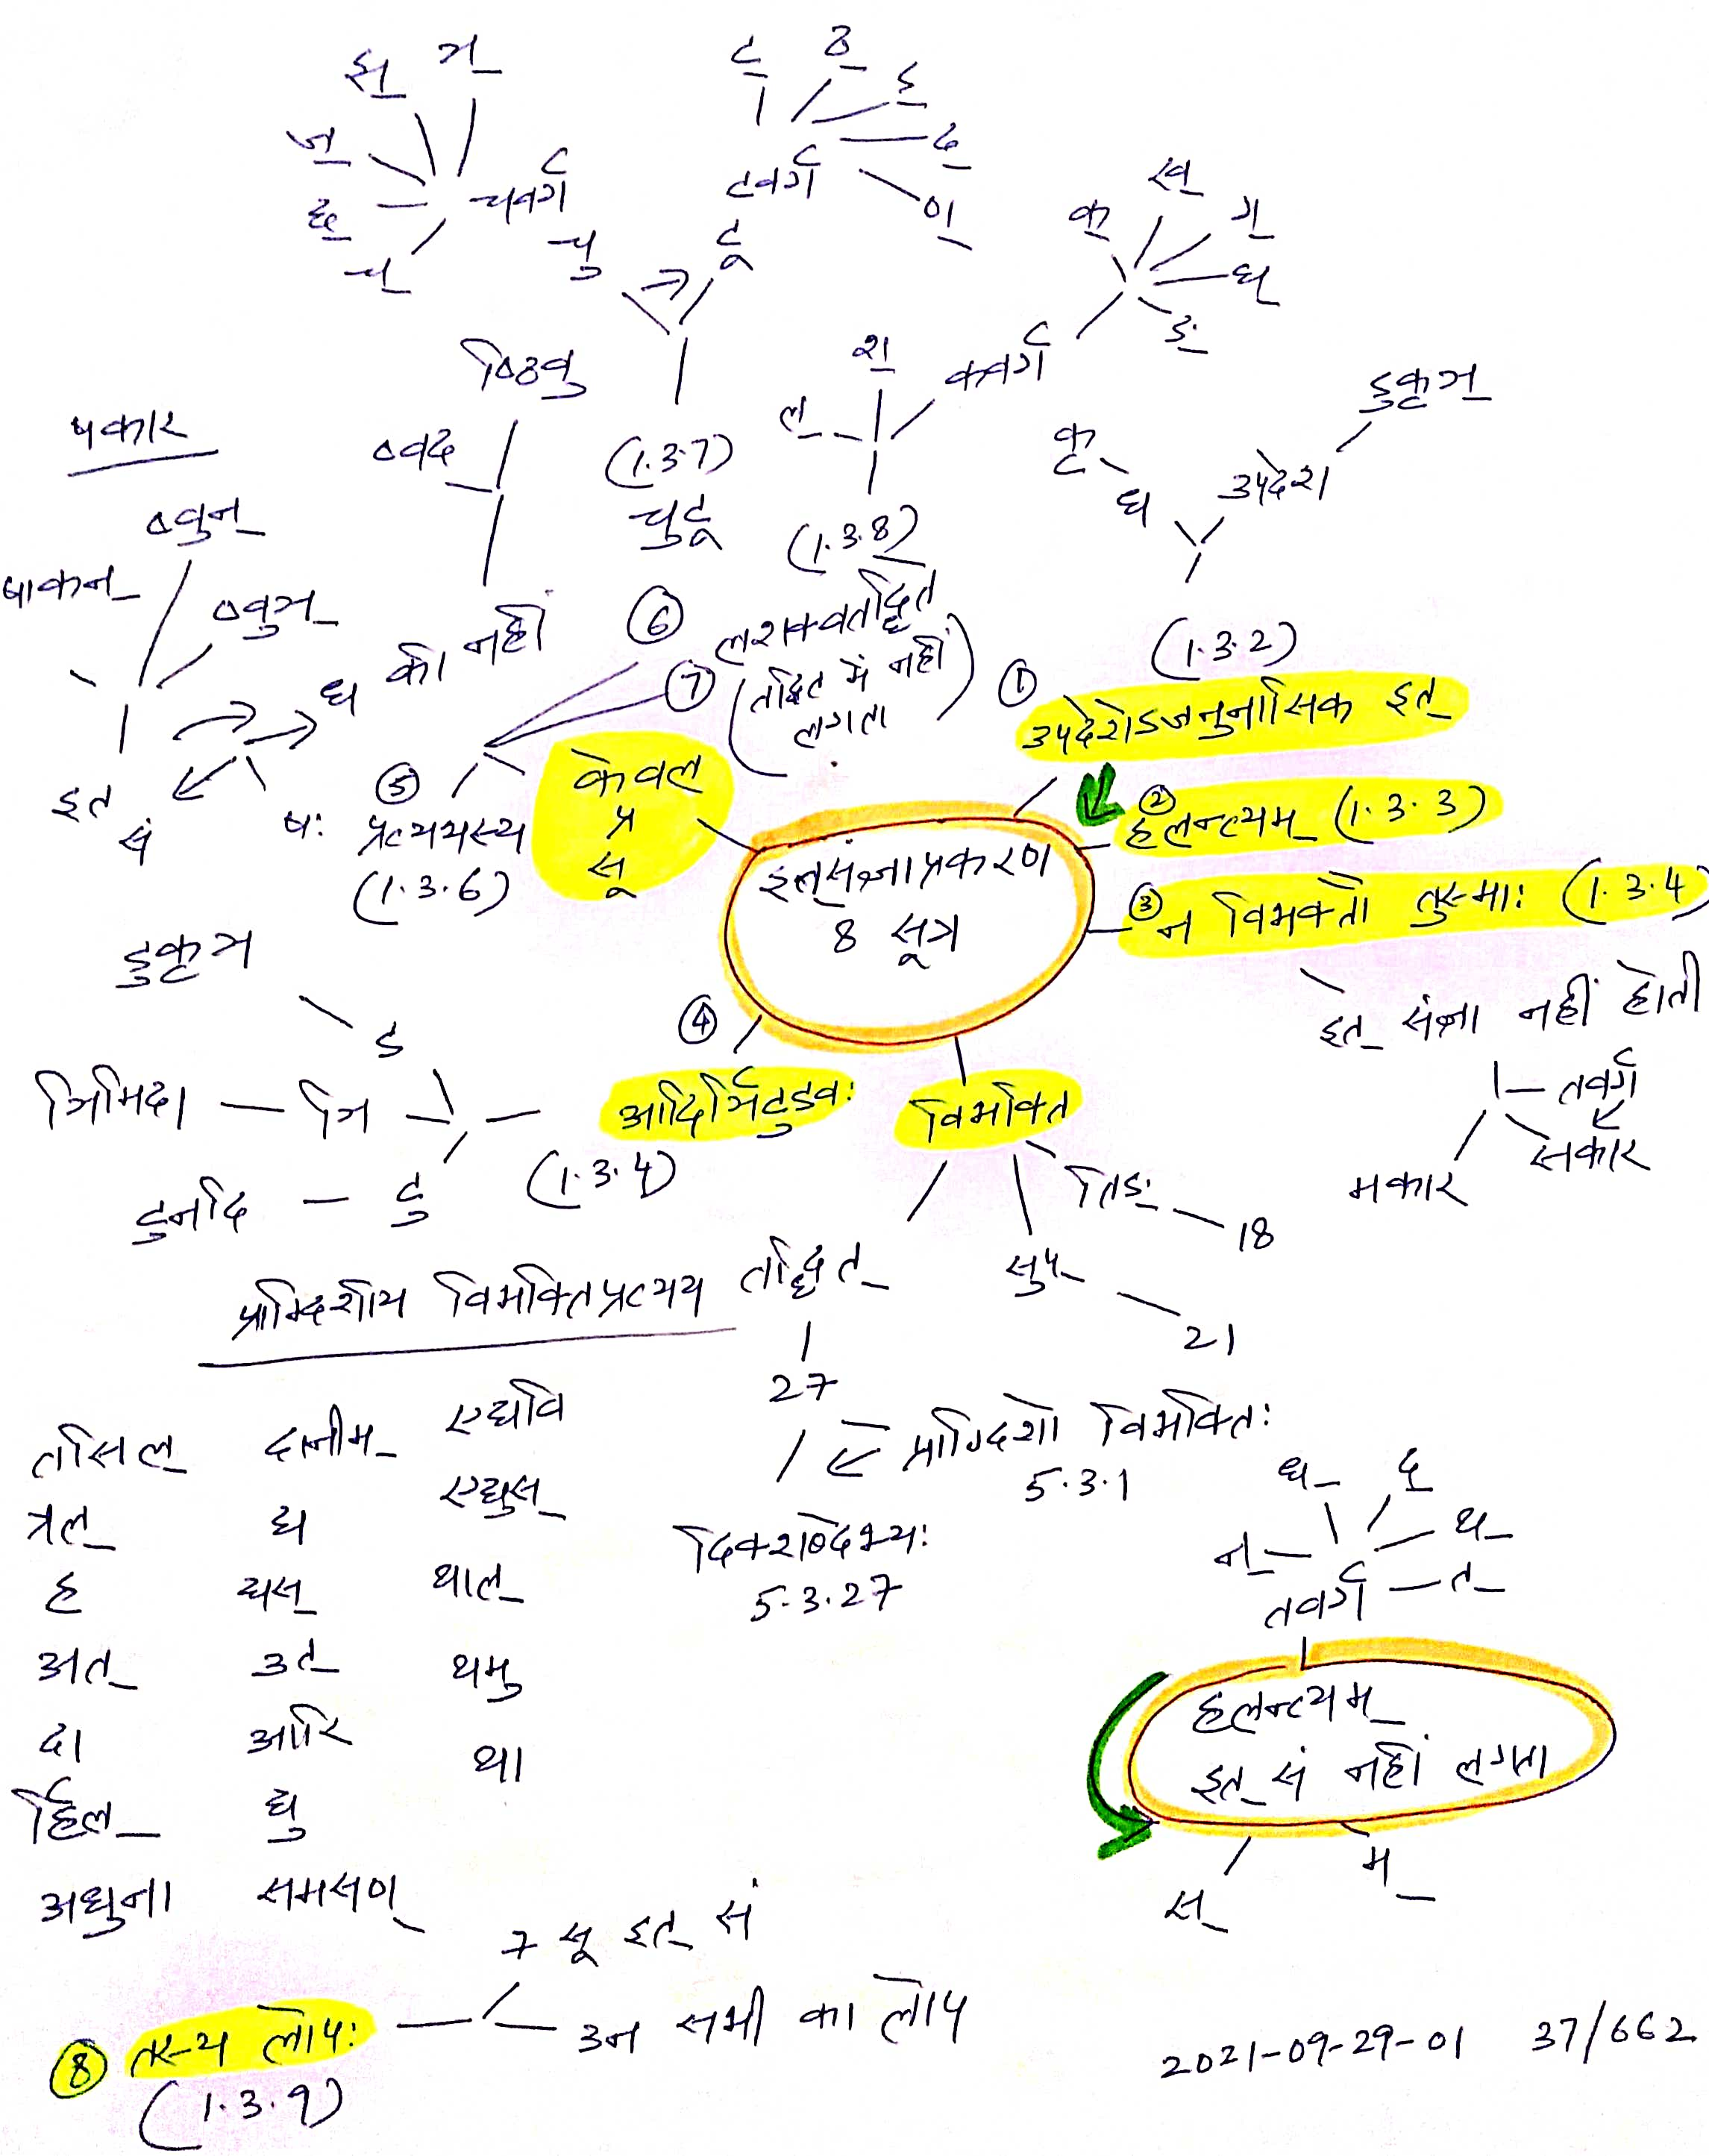 झ् ञ्
ज्
छ्
च्
चवर्ग
चु
ट् ठ् ड्
ढ्
ण्
टवर्ग
टु
क् ख् ग्
घ्
ङ्
कवर्ग
ल् श्
(1.3.8)
लशक्वतद्धिते
(तद्धित में नहीं
लगता)
(1.3.7)
चुटू
षकार
ष्वुन्
षाकन्
ष्वुञ्
इत्
सं
ष को नहीं
षः
⑤
प्रत्ययस्य
(1.3.6)
⑥
⑦
केवल
प्र
सू
डुकृञ्
उपदेश
कृ
(1.3.2)
① उपदेशेऽजनुनासिक इत्
② हलन्त्यम् (1.3.3)
③ न विभक्तौ तुस्माः (1.3.4)
इत्संज्ञाप्रकरण
8 सूत्र
इत् संज्ञा नहीं होती
तवर्ग
सकार
मकार
डुकृञ
ड
ञिमिदा — ञि
टुनदि — टु
④
आदिर्ञिटुडवः
(1.3.4)
विभक्ति
तिङ् 18
सुप् 21
तद्धित्
27
प्राग्दिशो विभक्तिः
5.3.1
दिक्शब्देभ्यः
5.3.27
प्राग्दिशीय विभक्तिप्रत्यय
तसिल् दानीम् द्यवि
त्रल् द्य द्युस्
ह द्यस् थाल्
अत् उत् थमु
दा आरि था
र्हिल् द्यु
अधुना समसण्
ध् द्
न् थ्
तवर्ग त्
हलन्त्यम्
इत् सं नहीं लगता
स् म्
7 सू इत् सं
⑧ तस्य लोपः
उन सभी का लोप
(1.3.9)
2021-09-29-01 37/662